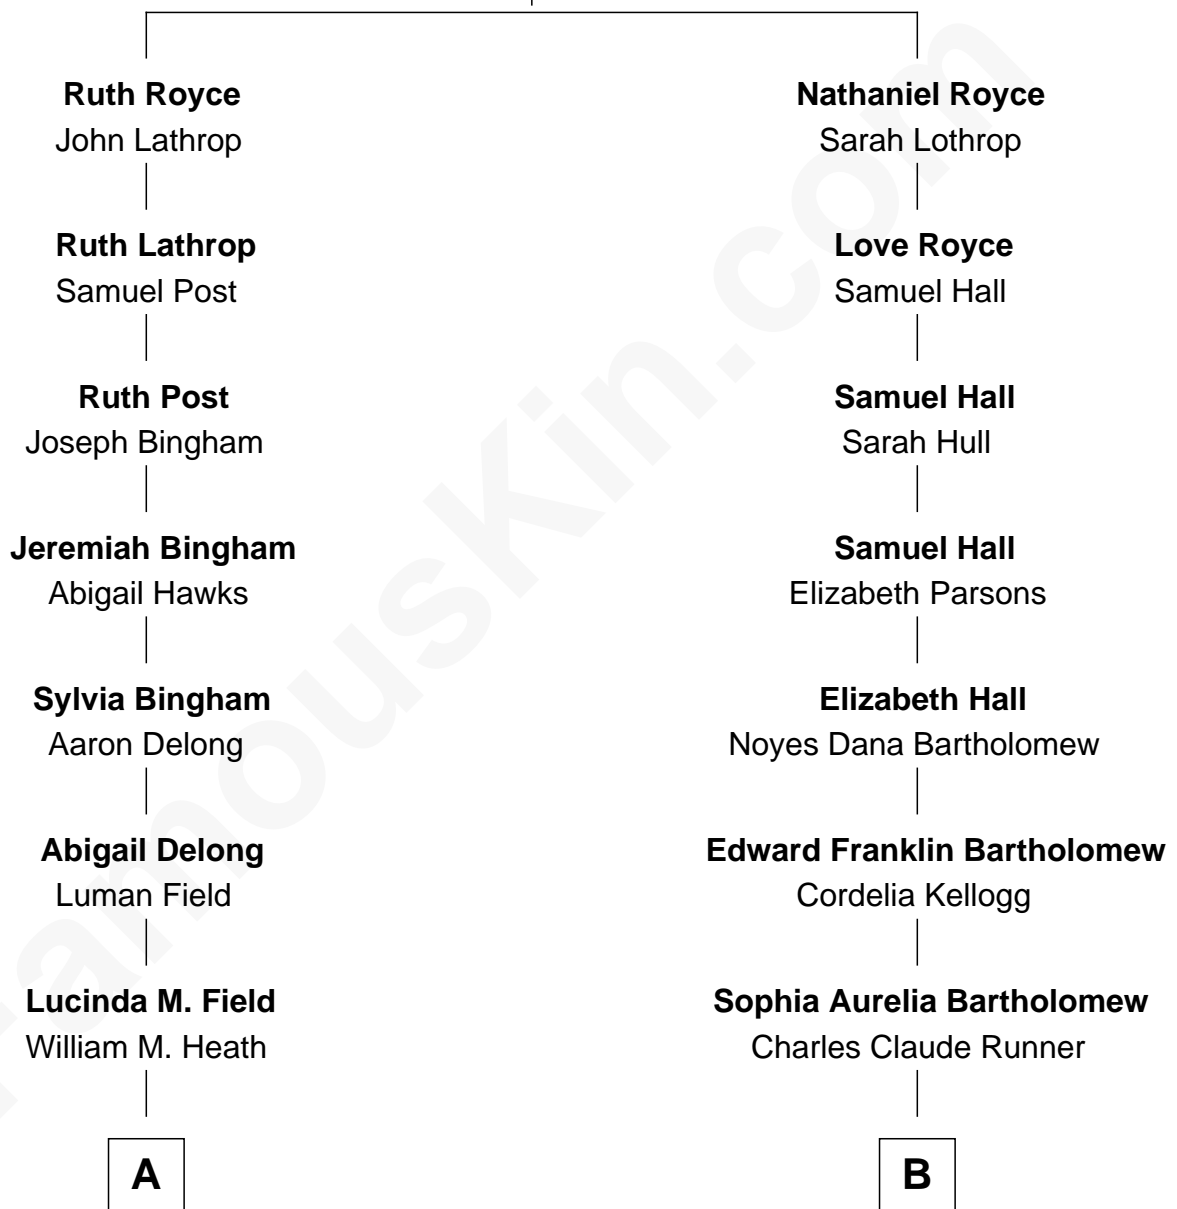 Ruth Royce
John Lathrop
Ruth Lathrop
Samuel Post
Ruth Post
Joseph Bingham
Jeremiah Bingham
Abigail Hawks
Sylvia Bingham
Aaron Delong
Abigail Delong
Luman Field
Lucinda M. Field
William M. Heath
A
Nathaniel Royce
Sarah Lothrop
Love Royce
Samuel Hall
Samuel Hall
Sarah Hull
Samuel Hall
Elizabeth Parsons
Elizabeth Hall
Noyes Dana Bartholomew
Edward Franklin Bartholomew
Cordelia Kellogg
Sophia Aurelia Bartholomew
Charles Claude Runner
B
FamousKin.com